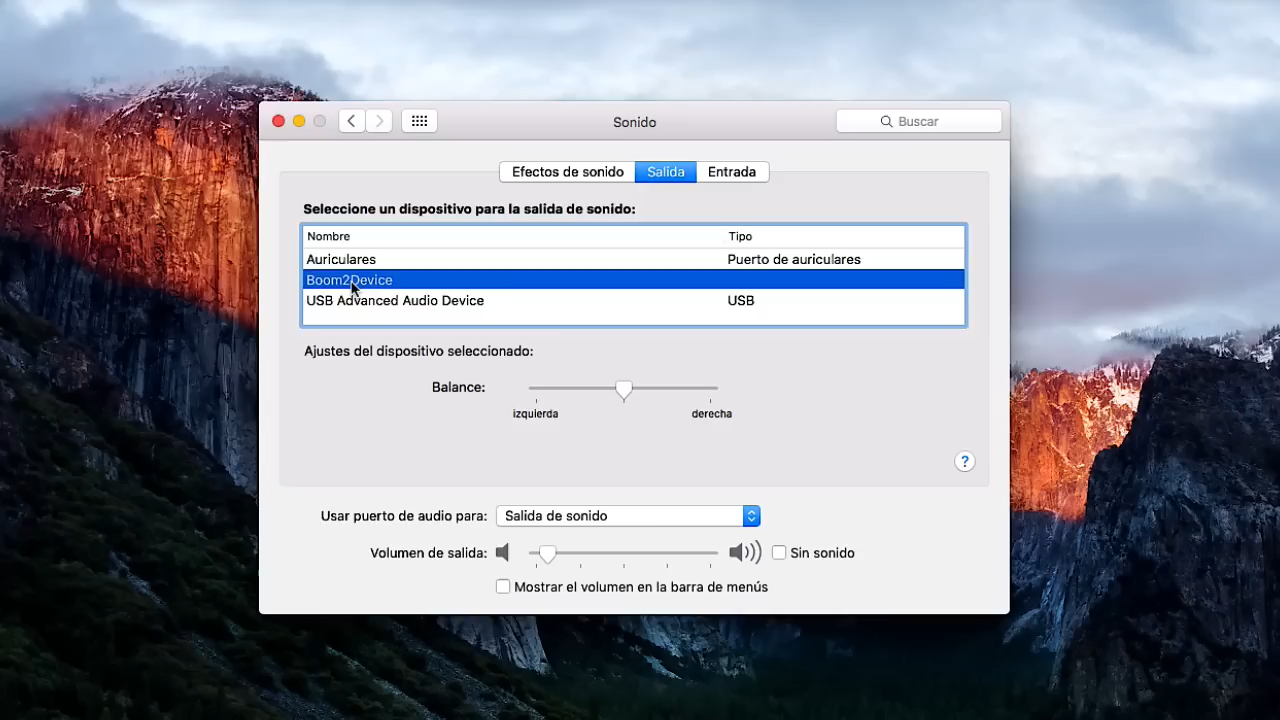 Sonido
Buscar
Efectos de sonido Salida Entrada
Seleccione un dispositivo para la salida de sonido:
Nombre Tipo
Auriculares Puerto de auriculares
Boom2Device
USB Advanced Audio Device USB
Ajustes del dispositivo seleccionado:
Balance:
izquierda derecha
?
Usar puerto de audio para: Salida de sonido
Volumen de salida: Sin sonido
Mostrar el volumen en la barra de menús